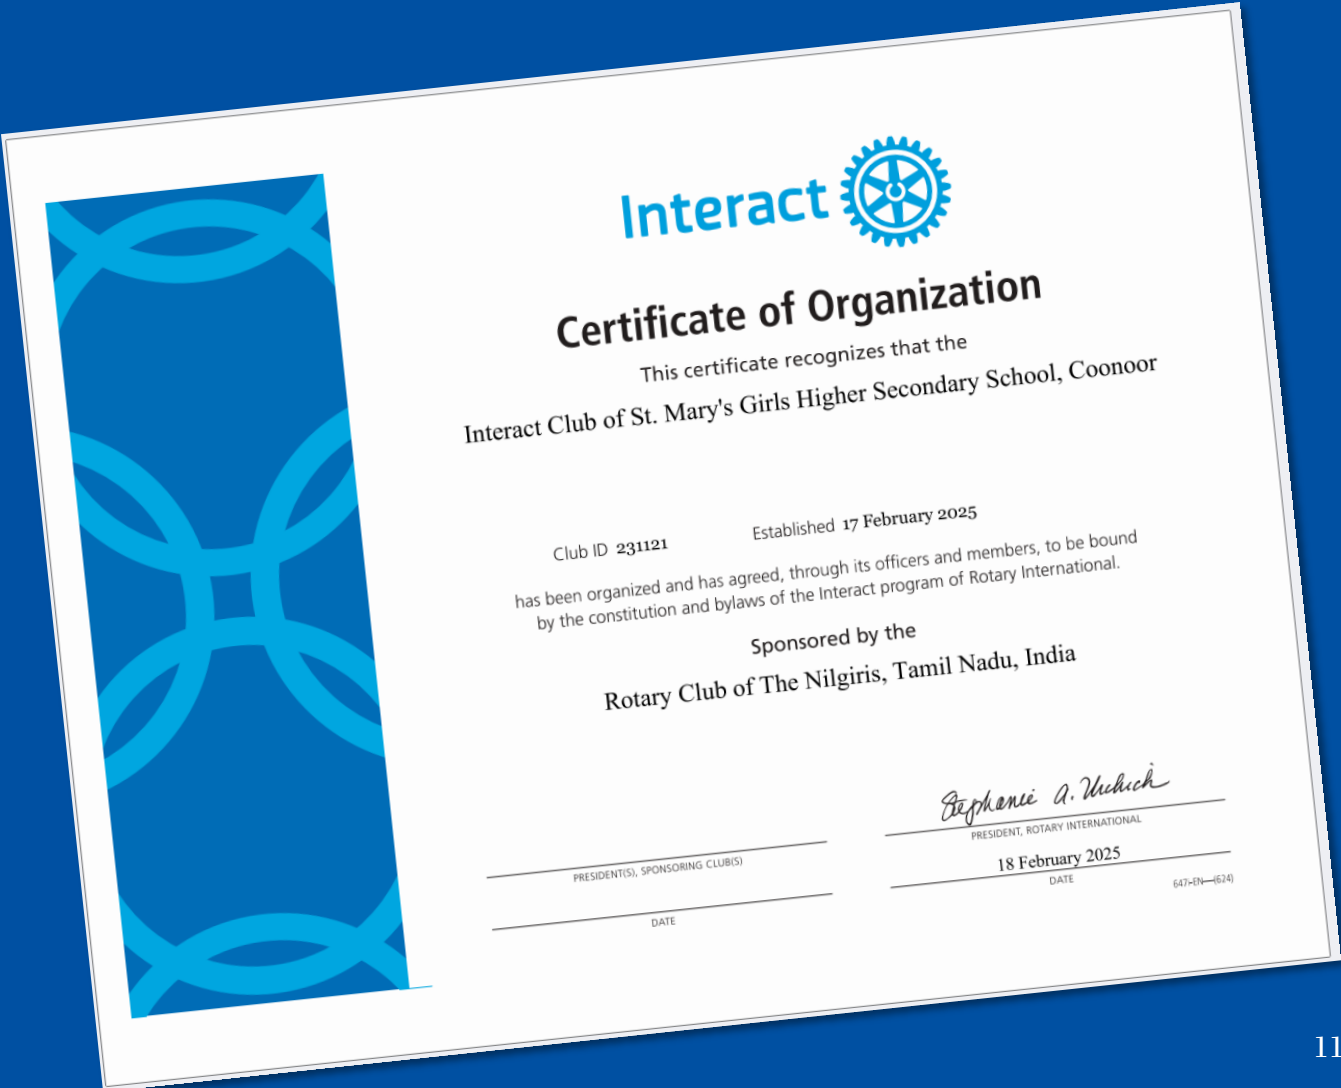 Interact
Certificate of Organization
This certificate recognizes that the
Interact Club of St. Mary's Girls Higher Secondary School, Coonoor
Club ID 231121 Established 17 February 2025
has been organized and has agreed, through its officers and members, to be bound
by the constitution and bylaws of the Interact program of Rotary International.
Sponsored by the
Rotary Club of The Nilgiris, Tamil Nadu, India
Stephanie A. Urchick
PRESIDENT(S), SPONSORING CLUB(S)
PRESIDENT, ROTARY INTERNATIONAL
18 February 2025
DATE
DATE
647-EN—(624)
11